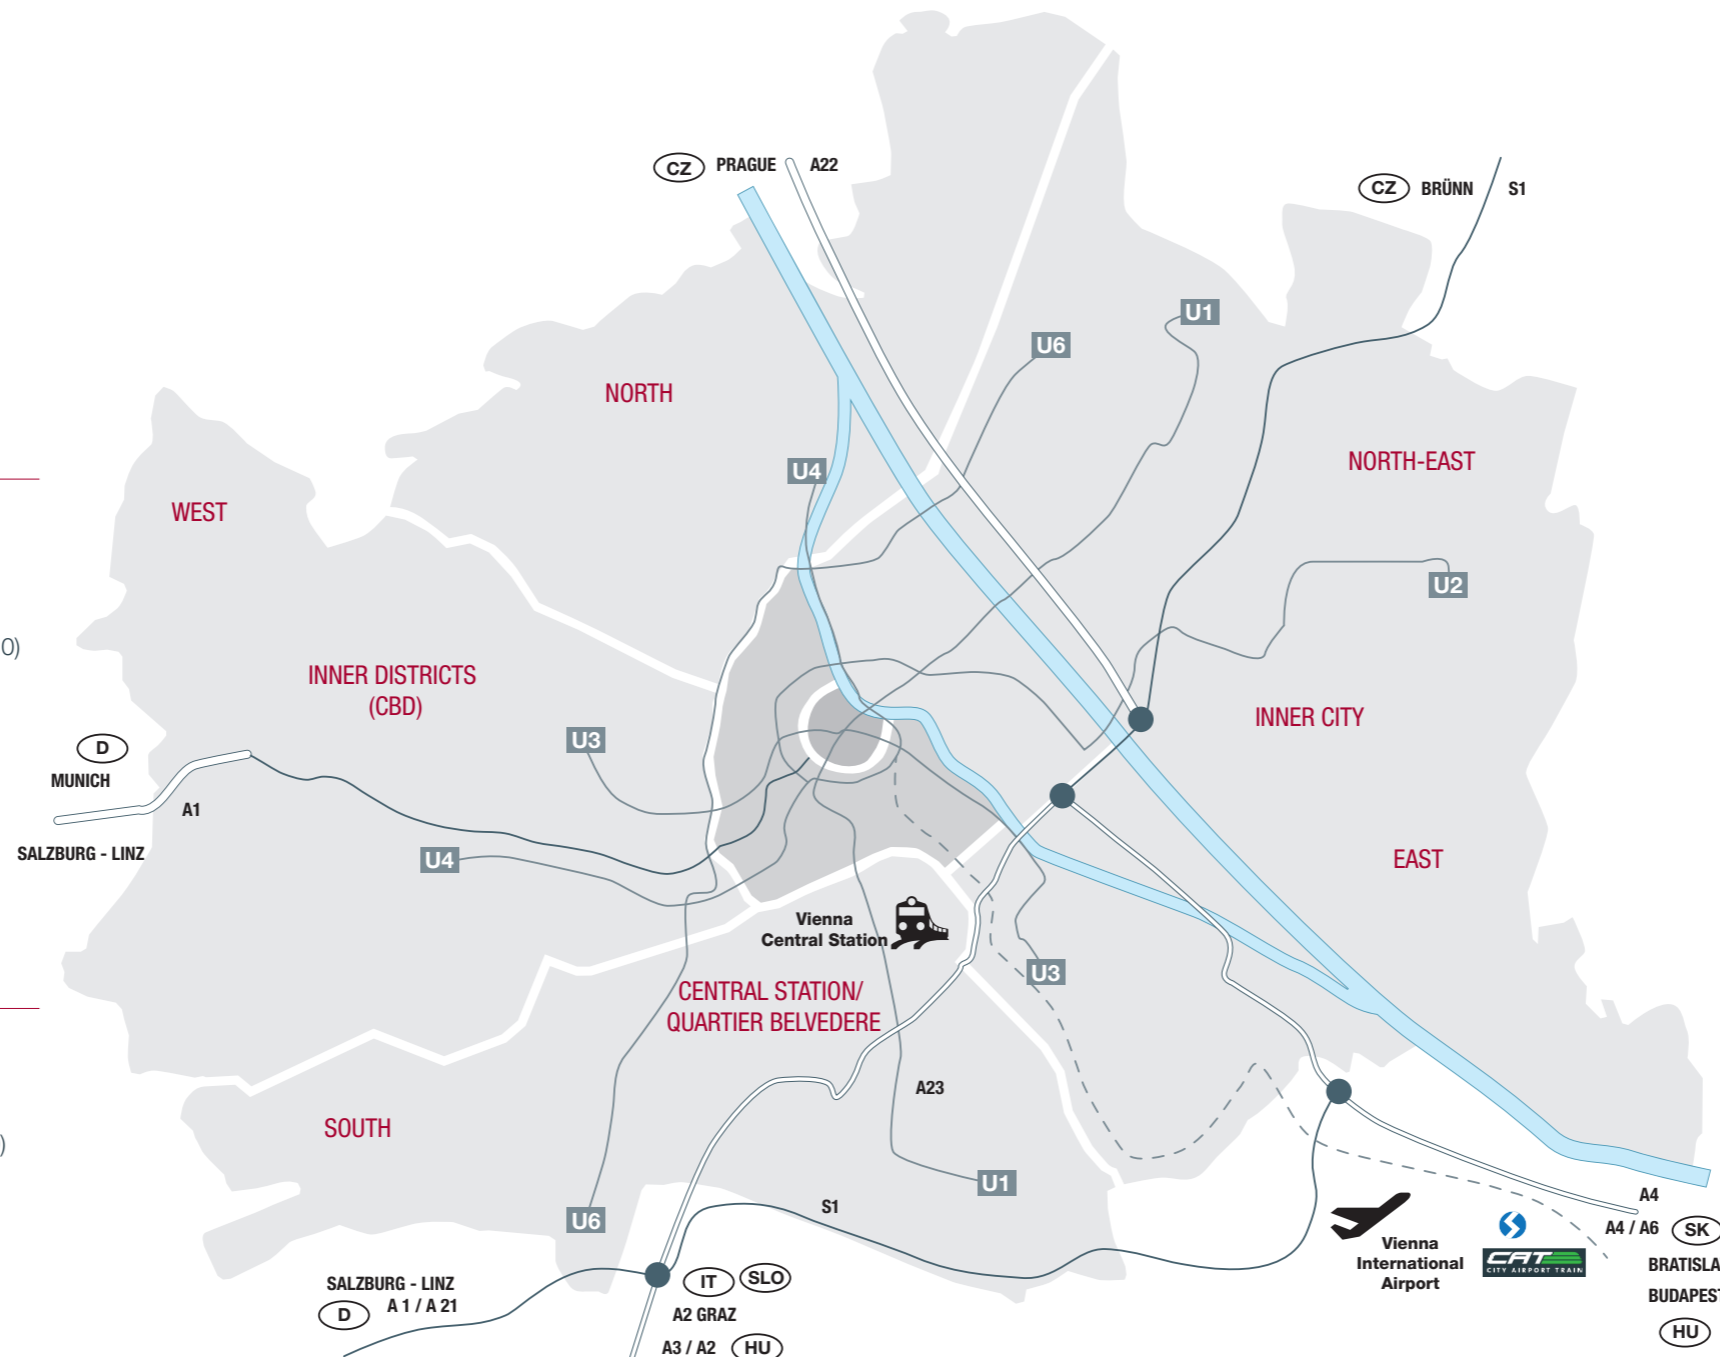 CZ PRAGUE A22
CZ BRÜNN S1
U1
U6
NORTH
U4
NORTH-EAST
WEST
U2
0)
INNER DISTRICTS
(CBD)
INNER CITY
U3
D
MUNICH
A1
SALZBURG - LINZ
U4
EAST
Vienna
Central Station
U3
CENTRAL STATION/
QUARTIER BELVEDERE
A23
SOUTH
)
U1
U6
S1
A4
A4 / A6 SK
Vienna
International
Airport
CAT
CITY AIRPORT TRAIN
BRATISLA
BUDAPEST
HU
SALZBURG - LINZ
D A 1 / A 21
IT SLO
A2 GRAZ
A3 / A2 HU